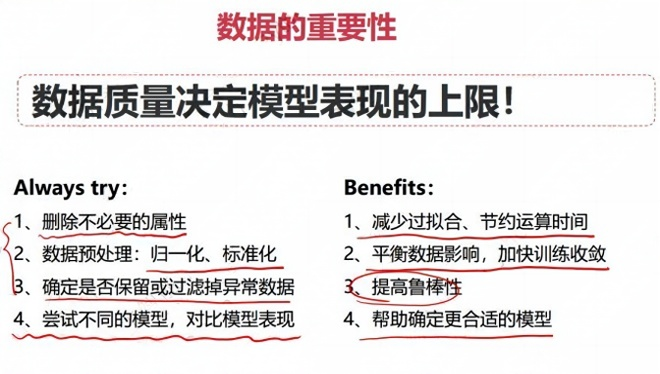 数据的重要性
数据质量决定模型表现的上限！
Always try：
1、删除不必要的属性
2、数据预处理：归一化、标准化
3、确定是否保留或过滤掉异常数据
4、尝试不同的模型，对比模型表现
Benefits：
1、减少过拟合、节约运算时间
2、平衡数据影响，加快训练收敛
3、提高鲁棒性
4、帮助确定更合适的模型